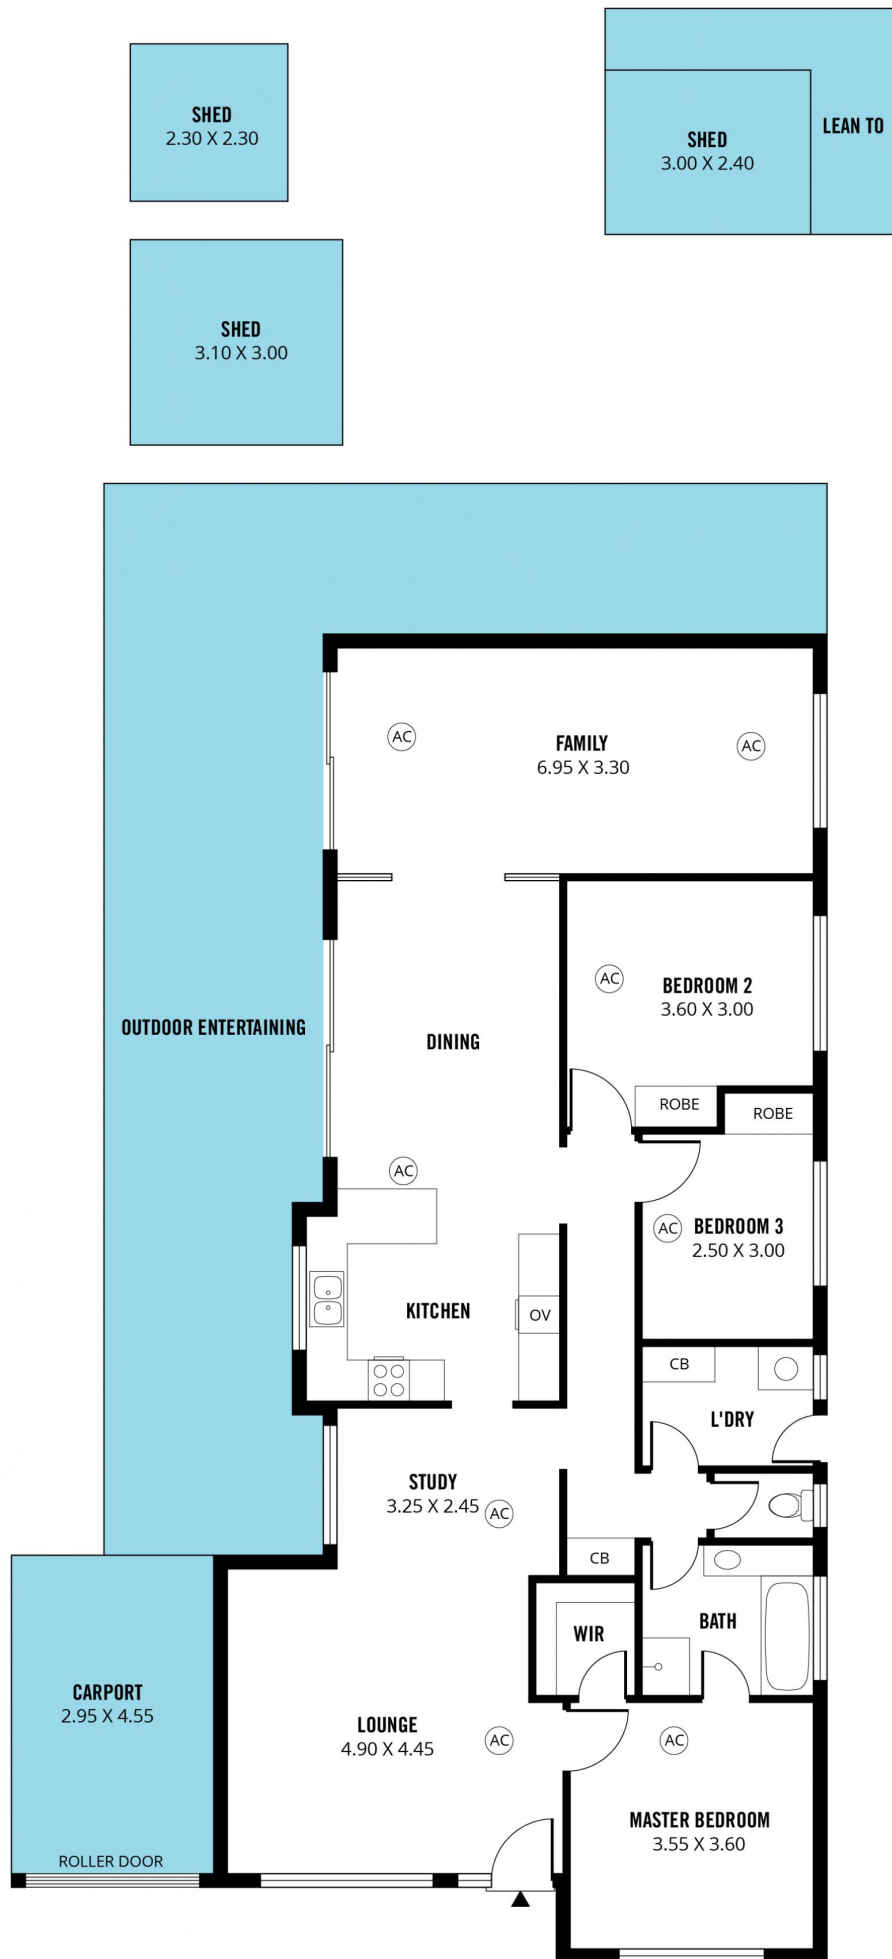 SHED
2.30 X 2.30
SHED
3.00 X 2.40
LEAN TO
SHED
3.10 X 3.00
AC
FAMILY
6.95 X 3.30
AC
AC
BEDROOM 2
3.60 X 3.00
OUTDOOR ENTERTAINING
DINING
ROBE
ROBE
AC
AC
BEDROOM 3
2.50 X 3.00
KITCHEN
OV
CB
L'DRY
STUDY
3.25 X 2.45
AC
CB
WIR
BATH
CARPORT
2.95 X 4.55
LOUNGE
4.90 X 4.45
AC
AC
MASTER BEDROOM
3.55 X 3.60
ROLLER DOOR